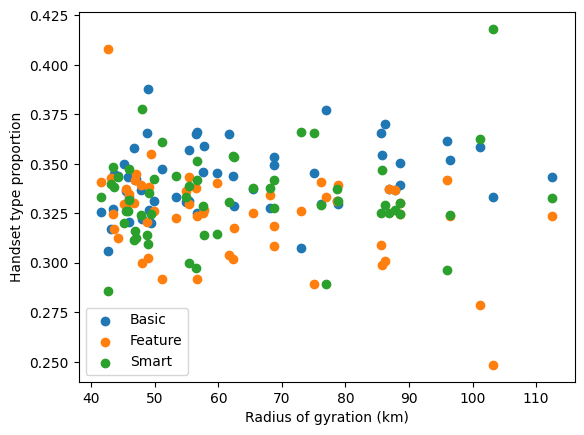 0.425
0.400
0.375
0.350
0.325
0.300
0.275
0.250
Handset type proportion
Basic
Feature
Smart
40 50 60 70 80 90 100 110
Radius of gyration (km)